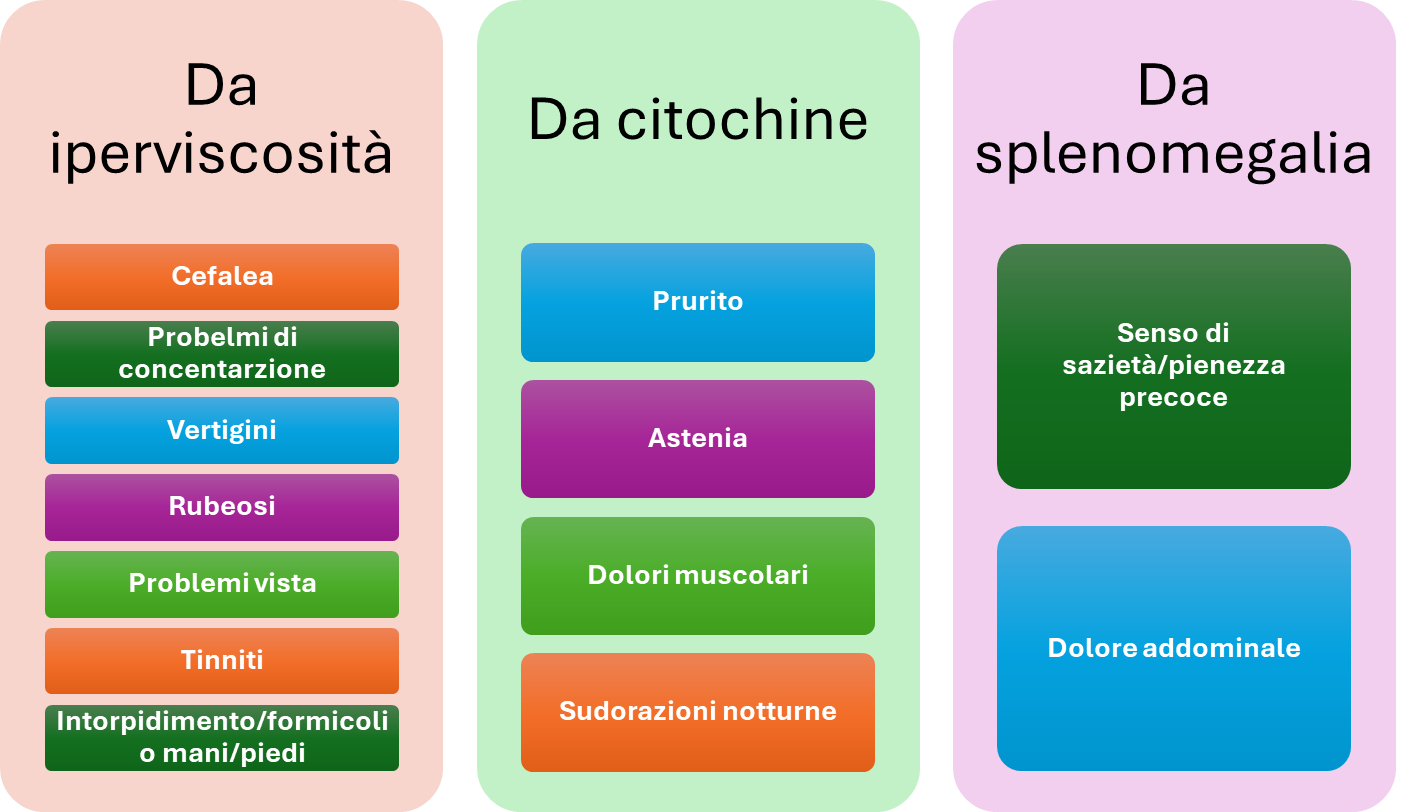 Da
iperviscosità
Cefalea
Probelmi di
concentarzione
Vertigini
Rubeosi
Problemi vista
Tinniti
Intorpidimento/formicoli
o mani/piedi
Da citochine
Prurito
Astenia
Dolori muscolari
Sudorazioni notturne
Da
splenomegalia
Senso di
sazietà/pienezza
precoce
Dolore addominale